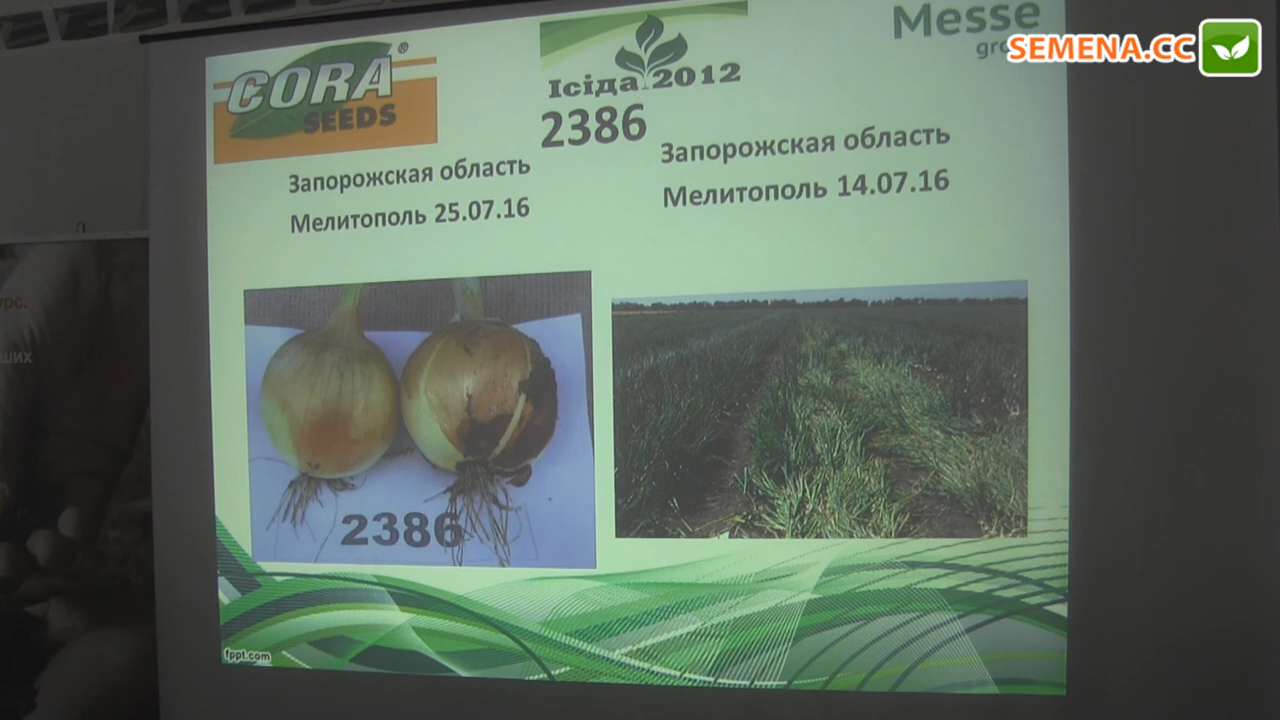 CORA
SEEDS
®
Ісіда 2012
2386
Messe
SEMENA.CC
Запорожская область
Мелитополь 25.07.16
Запорожская область
Мелитополь 14.07.16
2386
fppt.com